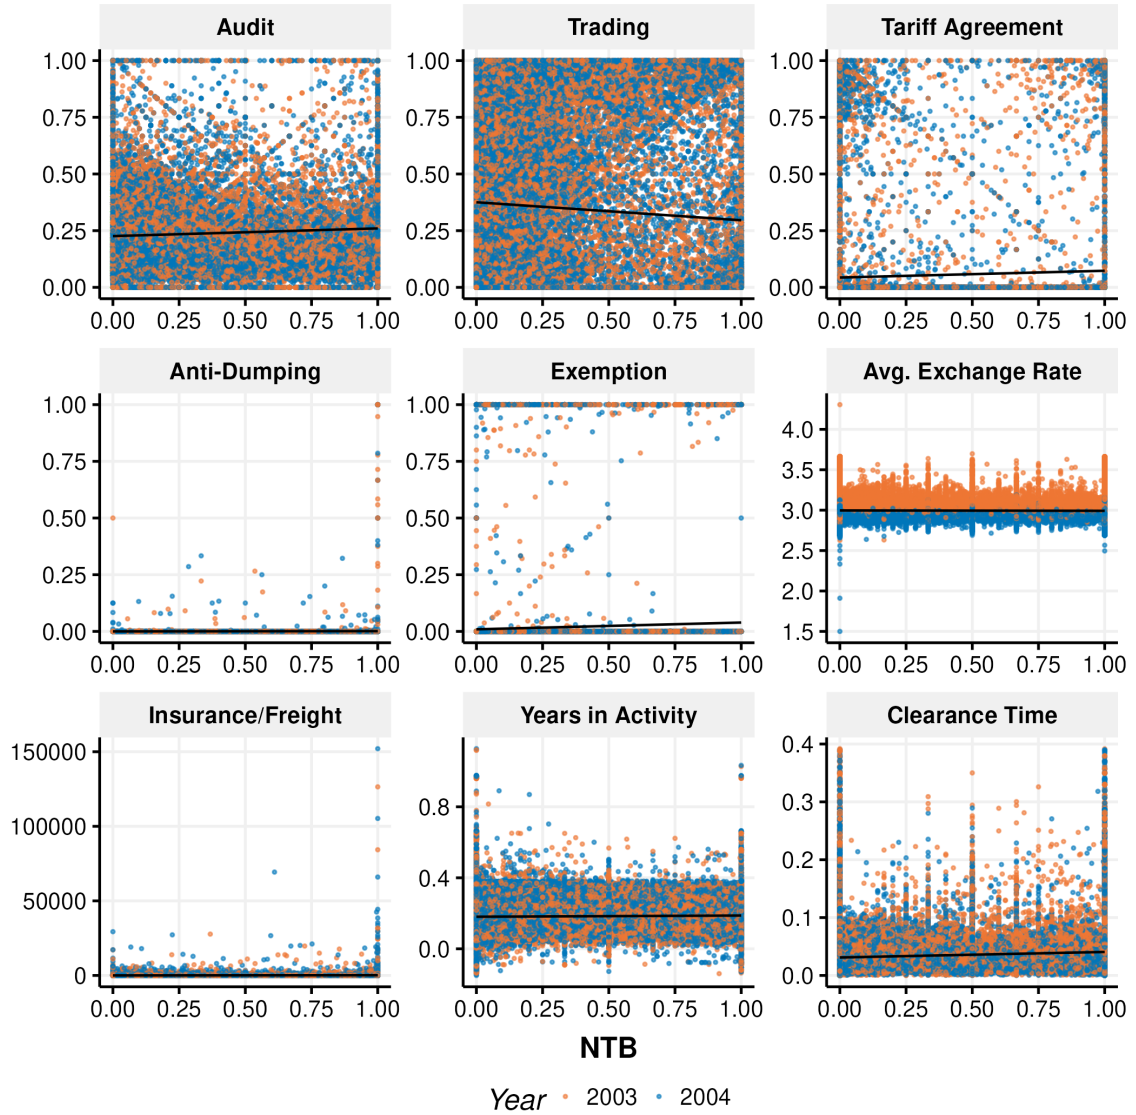 Audit Trading Tariff Agreement
1.00 1.00 1.00
0.75 0.75 0.75
0.50 0.50 0.50
0.25 0.25 0.25
0.00 0.00 0.00
0.00 0.25 0.50 0.75 1.00 0.00 0.25 0.50 0.75 1.00 0.00 0.25 0.50 0.75 1.00
Anti-Dumping Exemption Avg. Exchange Rate
1.00 1.00 4.0
0.75 0.75 3.5
0.50 0.50 3.0
0.25 0.25 2.5
0.00 0.00 2.0
1.5
0.00 0.25 0.50 0.75 1.00 0.00 0.25 0.50 0.75 1.00 0.00 0.25 0.50 0.75 1.00
Insurance/Freight Years in Activity Clearance Time
150000 0.8 0.4
100000 0.4 0.3
50000 0.0 0.2
0 0.1
0.0
0.00 0.25 0.50 0.75 1.00 0.00 0.25 0.50 0.75 1.00 0.00 0.25 0.50 0.75 1.00
NTB
Year 2003 2004